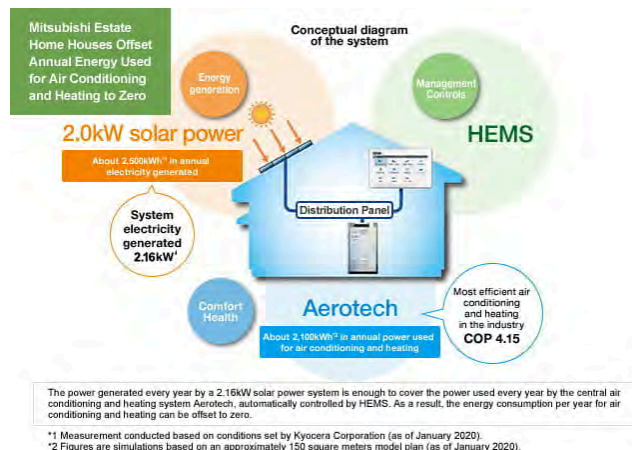 Mitsubishi Estate
Home Houses Offset
Annual Energy Used
for Air Conditioning
and Heating to Zero
Conceptual diagram
of the system
Energy
generation
Management
Controls
2.0kW solar power
HEMS
About 2,500kWh*1 in annual
electricity generated
System
electricity
generated
2.16kW
Distribution Panel
Comfort
Health
Aerotech
About 2,100kWh*2 in annual power used
for air conditioning and heating
Most efficient air
conditioning
and heating
in the industry
COP 4.15
The power generated every year by a 2.16kW solar power system is enough to cover the power used every year by the central air
conditioning and heating system Aerotech, automatically controlled by HEMS. As a result, the energy consumption per year for air
conditioning and heating can be offset to zero.
*1 Measurement conducted based on conditions set by Kyocera Corporation (as of January 2020).
*2 Figures are simulations based on an approximately 150 square meters model plan (as of January 2020).